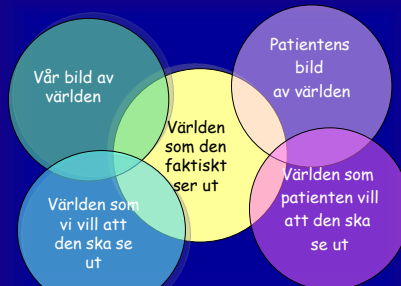 Vår bild av
världen
Patientens
bild
av världen
Världen
som den
faktiskt
ser ut
Världen som
vi vill att
den ska se
ut
Världen som
patienten vill
att den ska
se ut